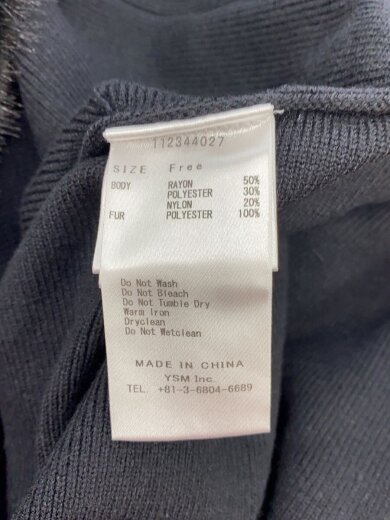 112344027
SIZE Free
BODY RAYON 50%
POLYESTER 30%
NYLON 20%
FUR POLYESTER 100%
Do Not Wash
Do Not Bleach
Do Not Tumble Dry
Warm Iron
Dryclean
Do Not Wetclean
MADE IN CHINA
YSM Inc.
TEL. +81-3-6804-6689